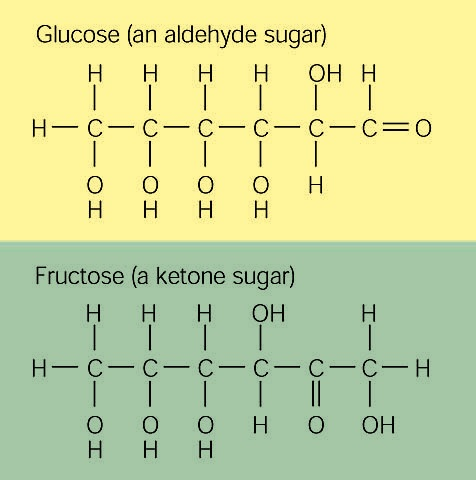 Glucose (an aldehyde sugar)
H H H H OH H
H C C C C C C O
O O O O H
H H H H
Fructose (a ketone sugar)
H H H OH H
H C C C C C C H
O O O H O OH
H H H